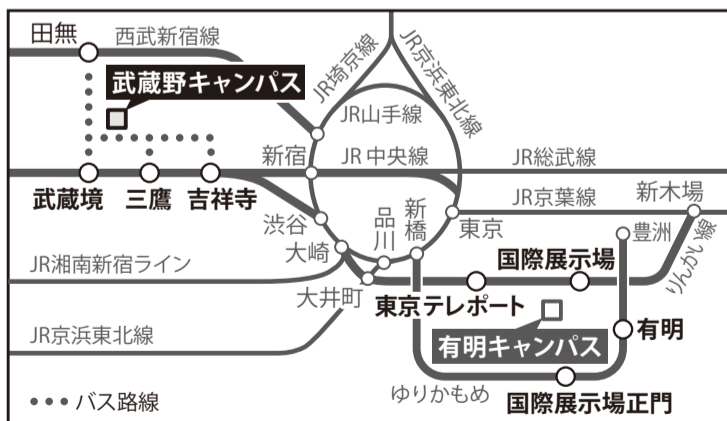 田無
西武新宿線
武蔵野キャンパス
JR埼京線
JR京浜東北線
JR山手線
新宿
JR中央線
JR総武線
武蔵境
三鷹
吉祥寺
渋谷
品川
新橋
東京
JR京葉線
新木場
大崎
豊洲
りんかい線
JR湘南新宿ライン
大井町
東京テレポート
国際展示場
有明キャンパス
有明
JR京浜東北線
ゆりかもめ
国際展示場正門
バス路線